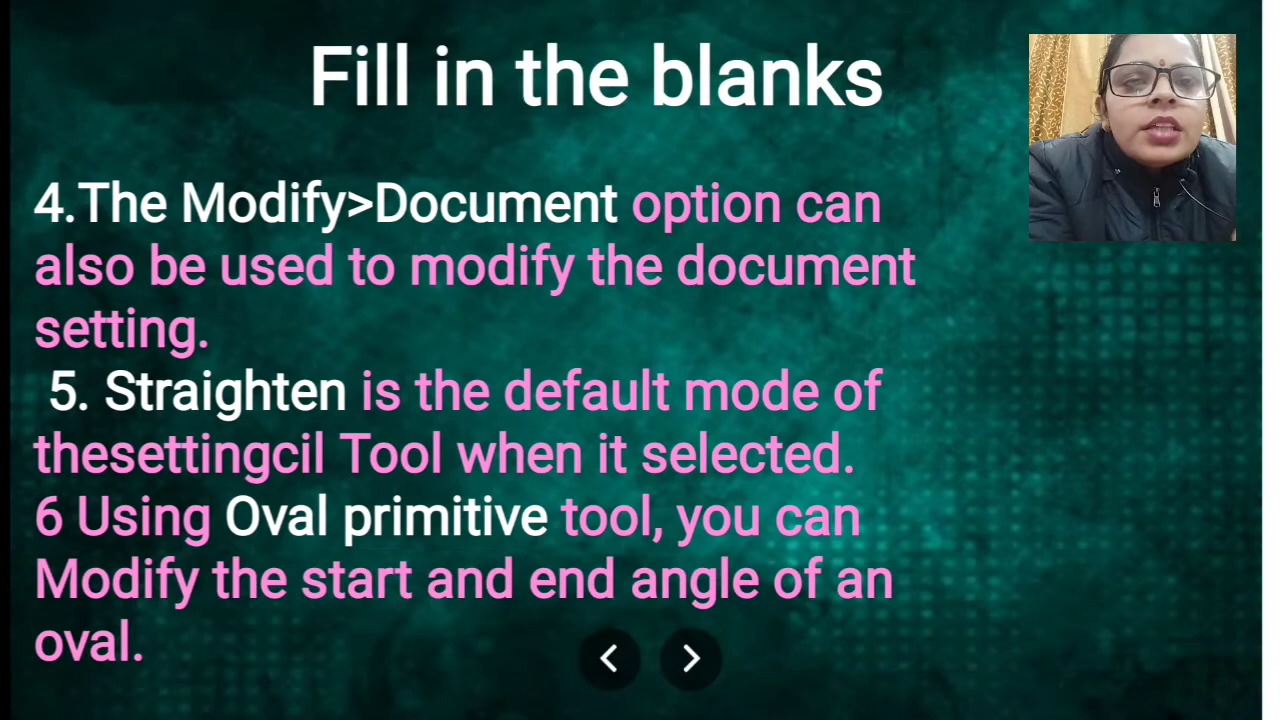 Fill in the blanks
4.The Modify>Document option can
also be used to modify the document
setting.
5. Straighten is the default mode of
thesettingcil Tool when it selected.
6 Using Oval primitive tool, you can
Modify the start and end angle of an
oval.